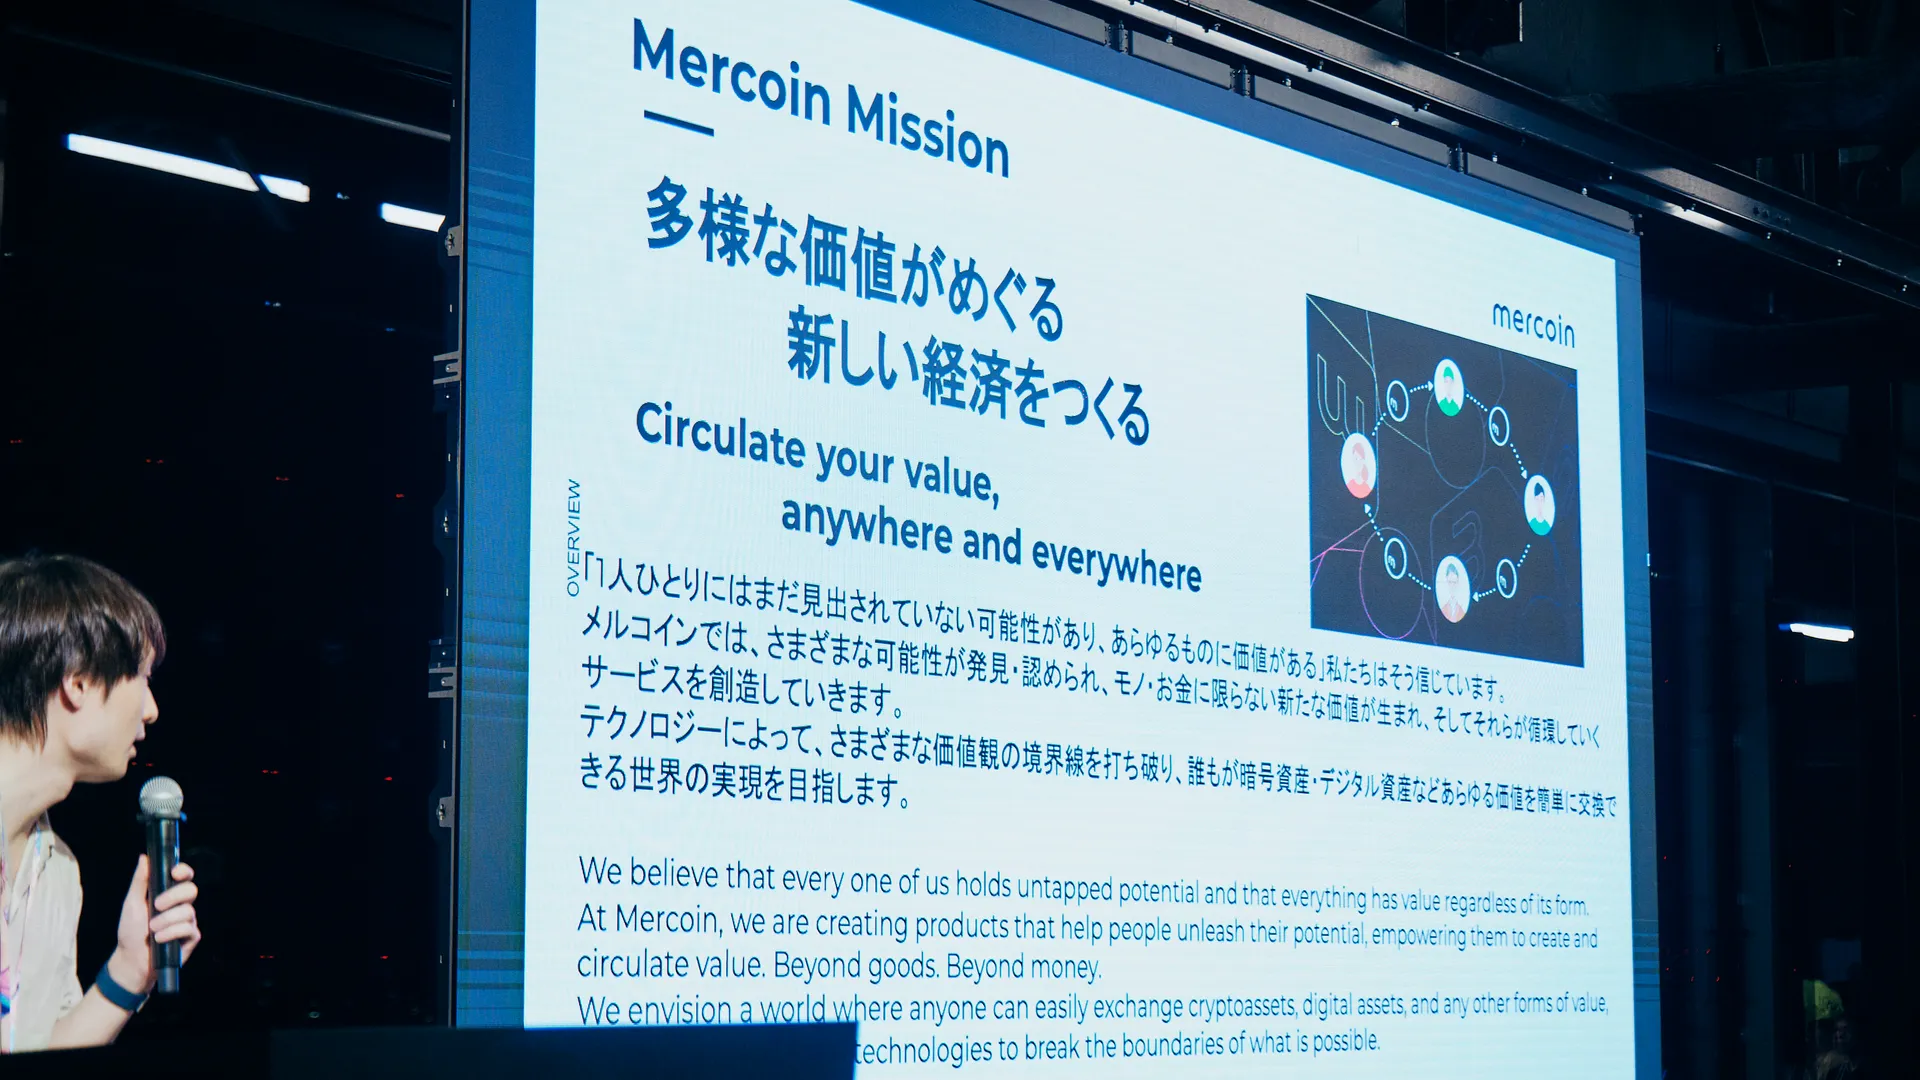 Mercoin Mission
多様な価値がめぐる
新しい経済をつくる
Circulate your value,
anywhere and everywhere
mercoin
OVERVIEW
「1人ひとりにはまだ見出されていない可能性があり、あらゆるものに価値がある」私たちはそう信じています。
メルコインでは、さまざまな可能性が発見・認められ、モノ・お金に限らない新たな価値が生まれ、そしてそれらが循環していく
サービスを創造していきます。
テクノロジーによって、さまざまな価値観の境界線を打ち破り、誰もが暗号資産・デジタル資産などあらゆる価値を簡単に交換で
きる世界の実現を目指します。
We believe that every one of us holds untapped potential and that everything has value regardless of its form.
At Mercoin, we are creating products that help people unleash their potential, empowering them to create and
circulate value. Beyond goods. Beyond money.
We envision a world where anyone can easily exchange cryptoassets, digital assets, and any other forms of value,
technologies to break the boundaries of what is possible.